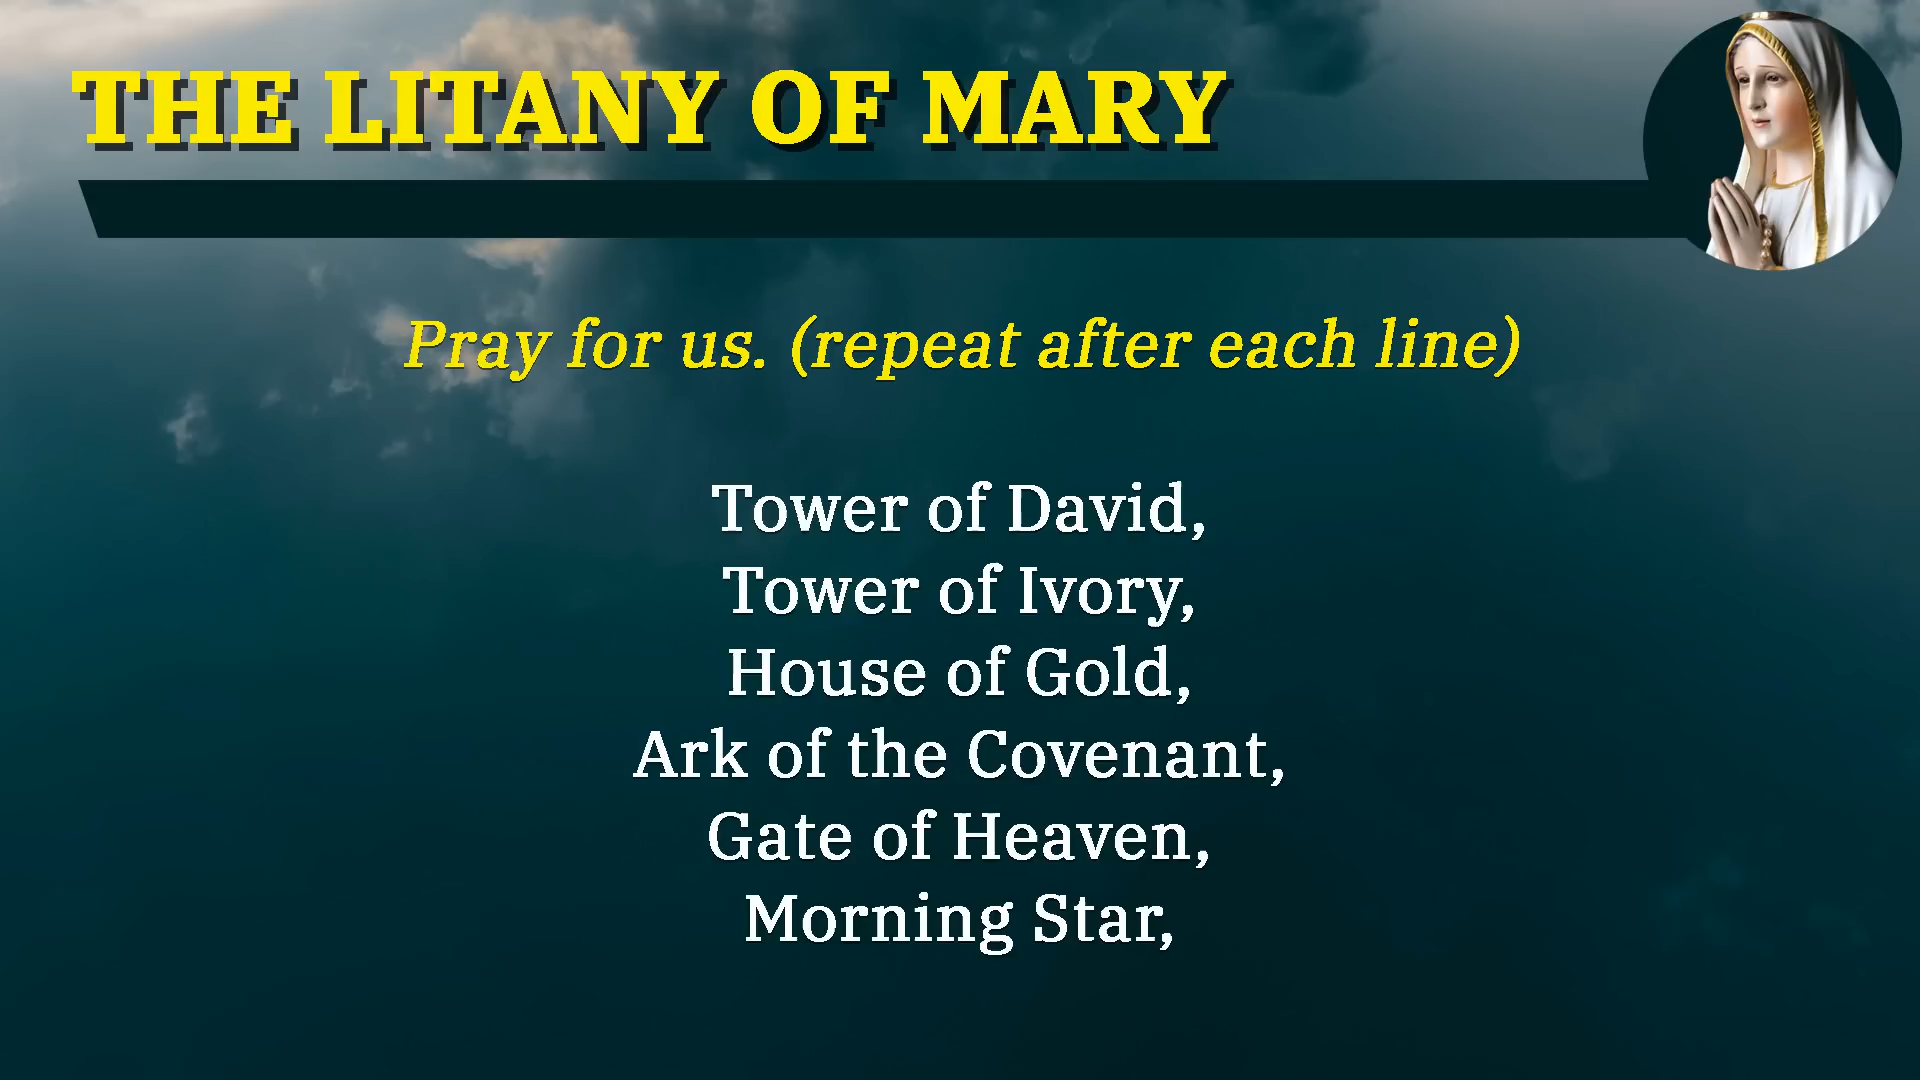 THE LITANY OF MARY
Pray for us. (repeat after each line)
Tower of David,
Tower of Ivory,
House of Gold,
Ark of the Covenant,
Gate of Heaven,
Morning Star,